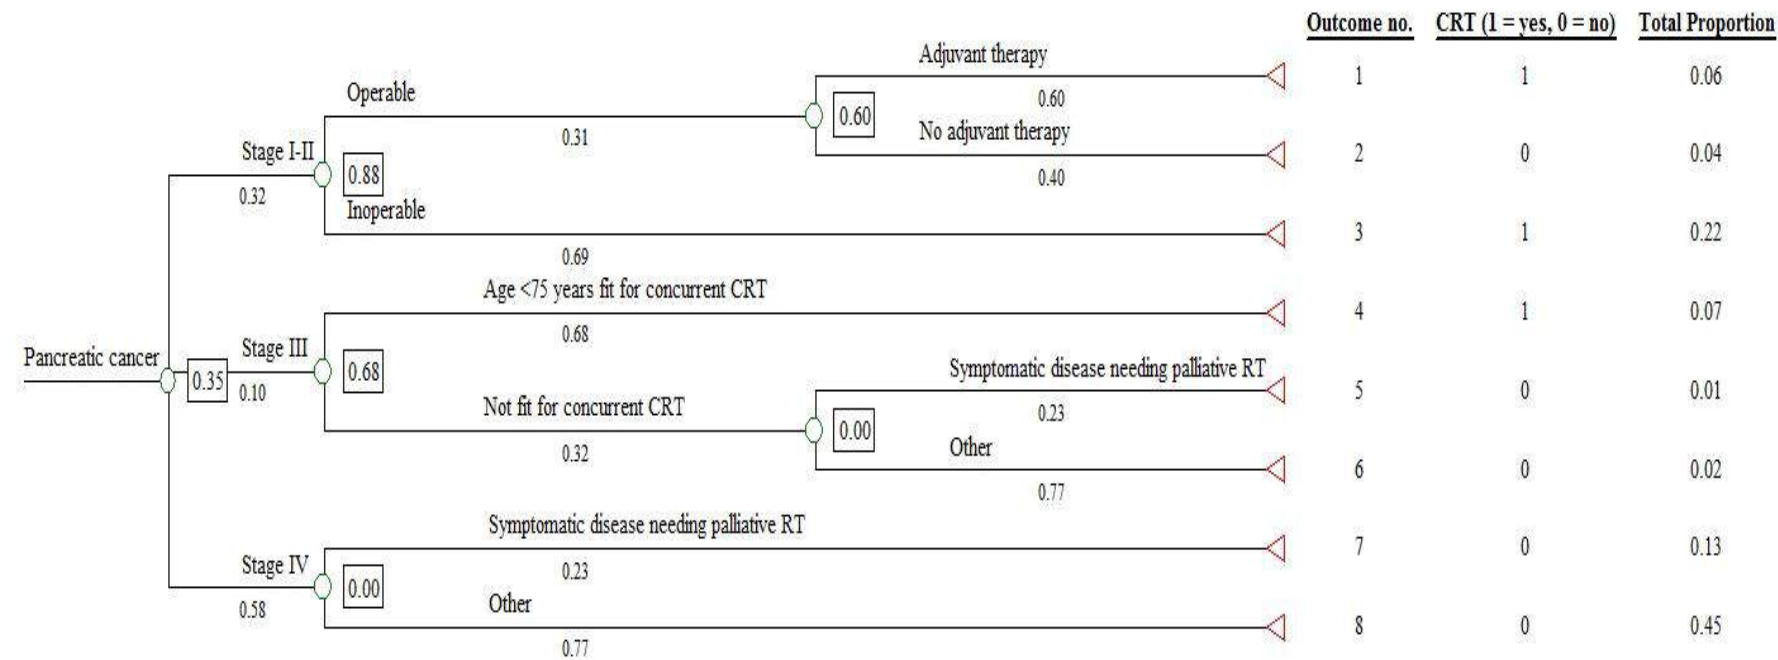 Outcome no. CRT (1 = yes, 0 = no) Total Proportion
Adjuvant therapy
1 1 0.06
0.60
Operable
0.31
0.60
No adjuvant therapy
2 0 0.04
0.40
Stage I-II
0.32
0.88
Inoperable
3 1 0.22
0.69
Age <75 years fit for concurrent CRT
4 1 0.07
0.68
Pancreatic cancer
0.35
Stage III
0.10
0.68
Symptomatic disease needing palliative RT
5 0 0.01
0.23
Not fit for concurrent CRT
0.32
0.00
Other
6 0 0.02
0.77
Symptomatic disease needing palliative RT
7 0 0.13
0.23
Stage IV
0.58
0.00
Other
8 0 0.45
0.77